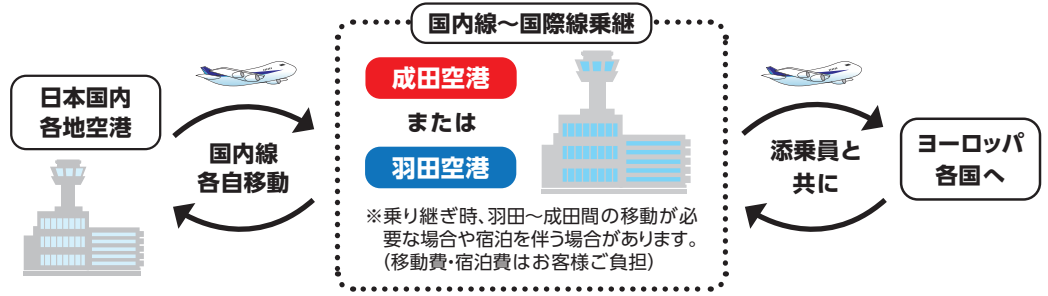 国内線～国際線乗継
日本国内
各地空港
国内線
各自移動
成田空港
または
羽田空港
※乗り継ぎ時、羽田～成田間の移動が必
要な場合や宿泊を伴う場合があります。
（移動費・宿泊費はお客様ご負担）
添乗員と
共に
ヨーロッパ
各国へ